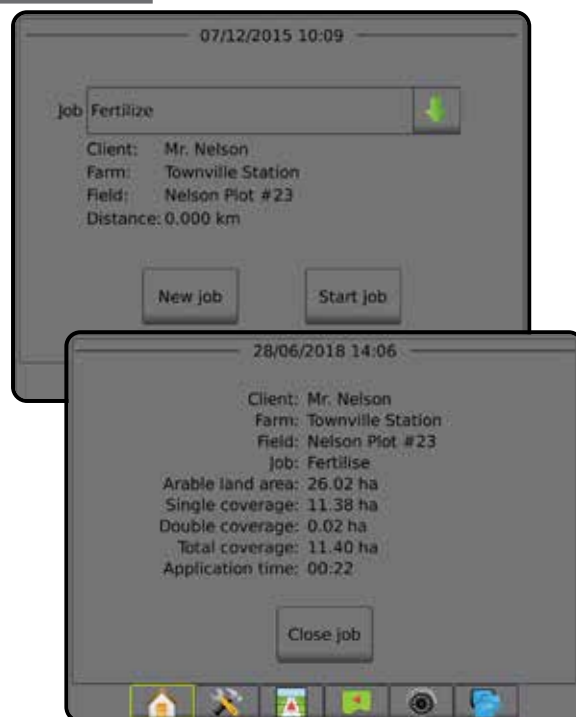 07/12/2015 10:09
Job Fertilize
Client: Mr. Nelson
Farm: Townville Station
Field: Nelson Plot #23
Distance: 0.000 km
New job Start job
28/06/2018 14:06
Client: Mr. Nelson
Farm: Townville Station
Field: Nelson Plot #23
Job: Fertilise
Arable land area: 26.02 ha
Single coverage: 11.38 ha
Double coverage: 0.02 ha
Total coverage: 11.40 ha
Application time: 00:22
Close job